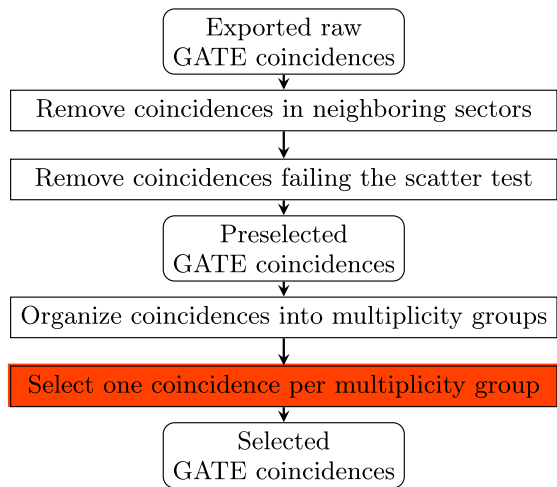 Exported raw
GATE coincidences
Remove coincidences in neighboring sectors
Remove coincidences failing the scatter test
Preselected
GATE coincidences
Organize coincidences into multiplicity groups
Select one coincidence per multiplicity group
Selected
GATE coincidences